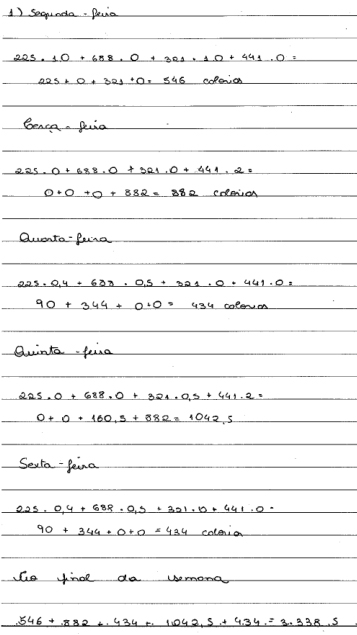 1) Segunda-feira
225 . 1,0 + 688 . 0 + 321 . 1,0 + 441 . 0 =
225 + 0 + 321 + 0 = 546 calorias
Terça-feira
225 . 0 + 688 . 0 + 321 . 0 + 441 . 2 =
0 + 0 + 0 + 882 = 882 calorias
Quarta-feira
225 . 0,4 + 688 . 0,5 + 321 . 0 + 441 . 0 =
90 + 344 + 0 + 0 = 434 calorias
Quinta-feira
225 . 0 + 688 . 0 + 321 . 0,5 + 441 . 2 =
0 + 0 + 160,5 + 882 = 1042,5
Sexta-feira
225 . 0,4 + 688 . 0,5 + 321 . 0 + 441 . 0 =
90 + 344 + 0 + 0 = 434 caloria
No final da semana
546 + 882 + 434 + 1042,5 + 434 = 3.338,5